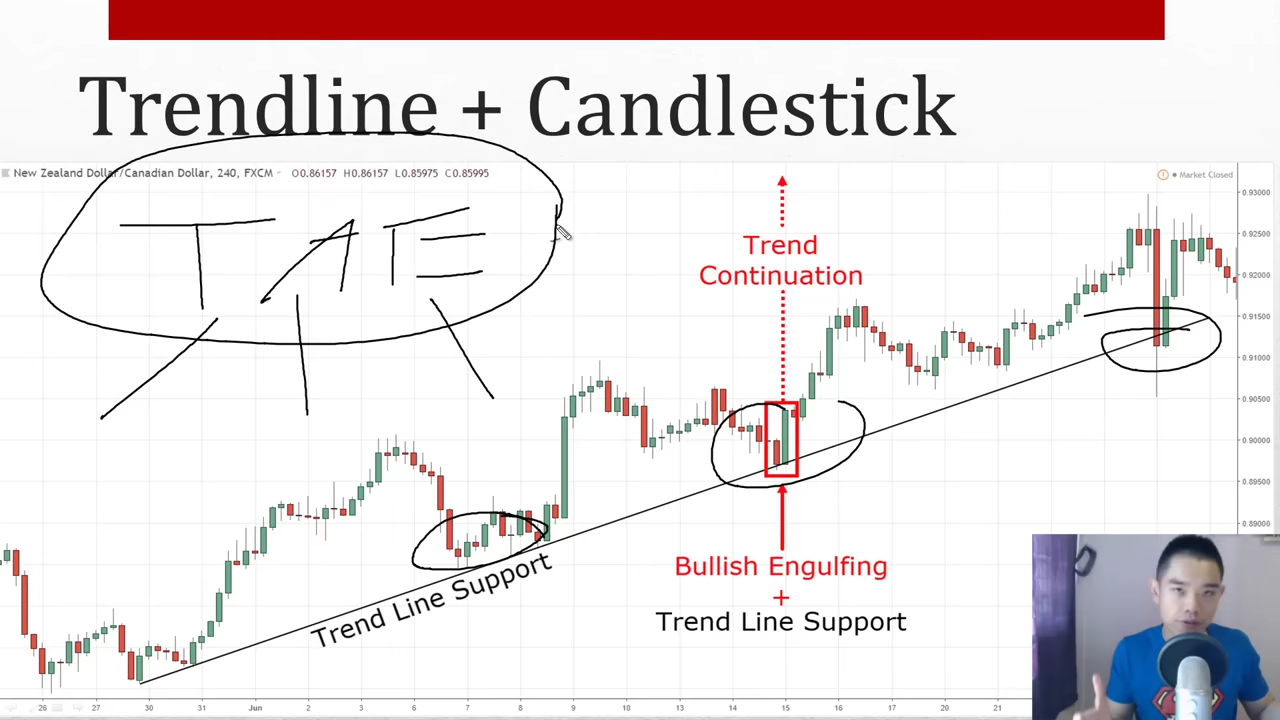 Trendline + Candlestick
New Zealand Dollar/Canadian Dollar, 240, FXCM O0.86157 H0.86157 L0.85975 C0.85995
Market Closed
TAE
Trend
Continuation
Trend Line Support
Bullish Engulfing
+
Trend Line Support
0.93000
0.92500
0.92000
0.91500
0.91000
0.90500
0.90000
0.89500
0.89000
26 27 30 31 Jun 2 3 6 7 8 9 10 13 14 15 16 17 20 21